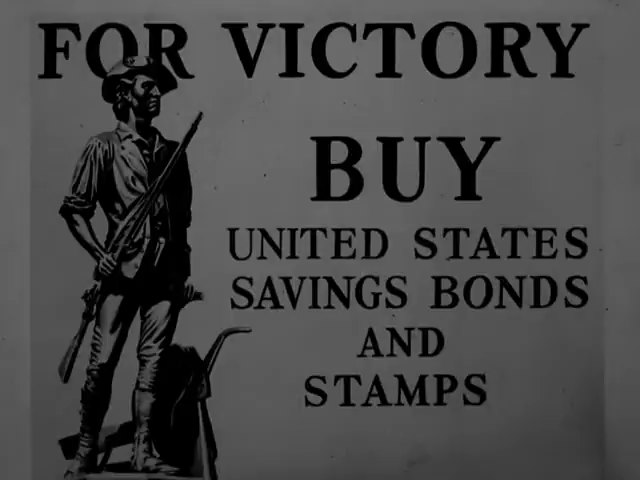 FOR VICTORY
BUY
UNITED STATES
SAVINGS BONDS
AND
STAMPS